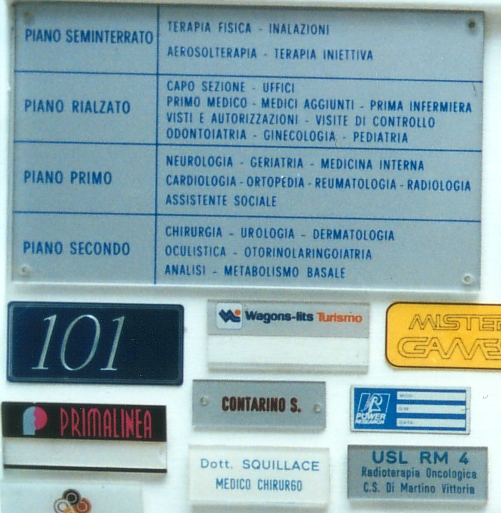 PIANO SEMINTERRATO
TERAPIA FISICA - INALAZIONI
AEROSOLTERAPIA - TERAPIA INIETTIVA
PIANO RIALZATO
CAPO SEZIONE - UFFICI
PRIMO MEDICO - MEDICI AGGIUNTI - PRIMA INFERMIERA
VISTI E AUTORIZZAZIONI - VISITE DI CONTROLLO
ODONTOIATRIA - GINECOLOGIA - PEDIATRIA
PIANO PRIMO
NEUROLOGIA - GERIATRIA - MEDICINA INTERNA
CARDIOLOGIA - ORTOPEDIA - REUMATOLOGIA - RADIOLOGIA
ASSISTENTE SOCIALE
PIANO SECONDO
CHIRURGIA - UROLOGIA - DERMATOLOGIA
OCULISTICA - OTORINOLARINGOIATRIA
ANALISI - METABOLISMO BASALE
101
Wagons-lits Turismo
MISTER
GAMES
PRIMALINEA
CONTARINO S.
POWER
RESEARCH
MOD.
S.N.
DATA
Dott. SQUILLACE
MEDICO CHIRURGO
USL RM 4
Radioterapia Oncologica
C.S. Di Martino Vittoria